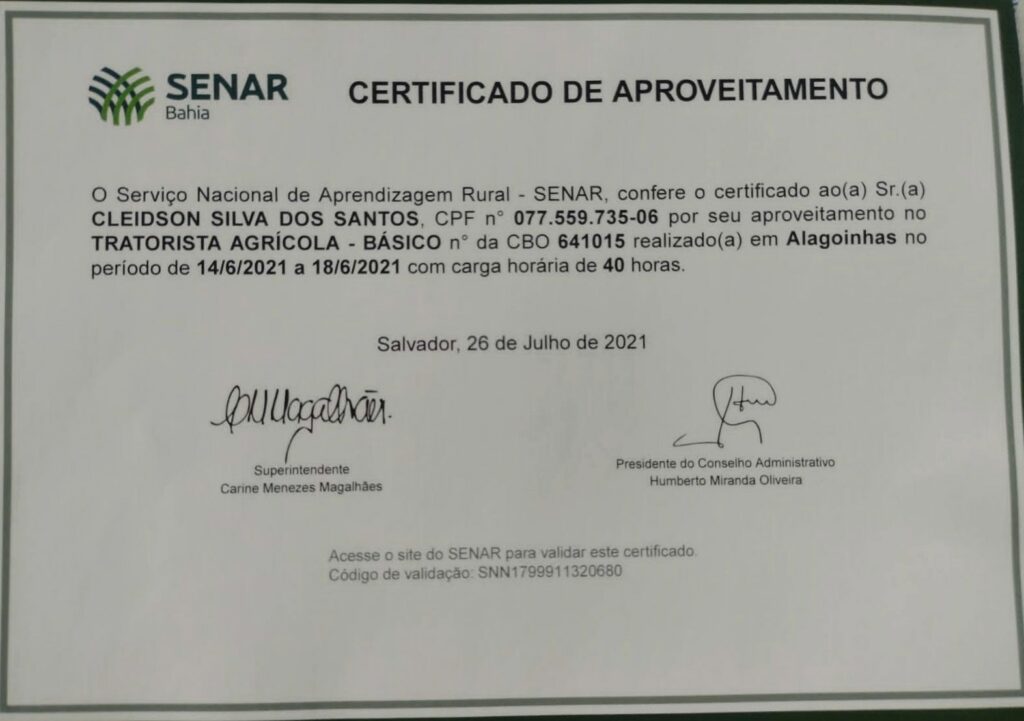 SENAR
Bahia
CERTIFICADO DE APROVEITAMENTO
O Serviço Nacional de Aprendizagem Rural - SENAR, confere o certificado ao(a) Sr.(a)
CLEIDSON SILVA DOS SANTOS, CPF n° 077.559.735-06 por seu aproveitamento no
TRATORISTA AGRÍCOLA - BÁSICO n° da CBO 641015 realizado(a) em Alagoinhas no
período de 14/6/2021 a 18/6/2021 com carga horária de 40 horas.
Salvador, 26 de Julho de 2021
Superintendente
Carine Menezes Magalhães
Presidente do Conselho Administrativo
Humberto Miranda Oliveira
Acesse o site do SENAR para validar este certificado.
Código de validação: SNN1799911320680